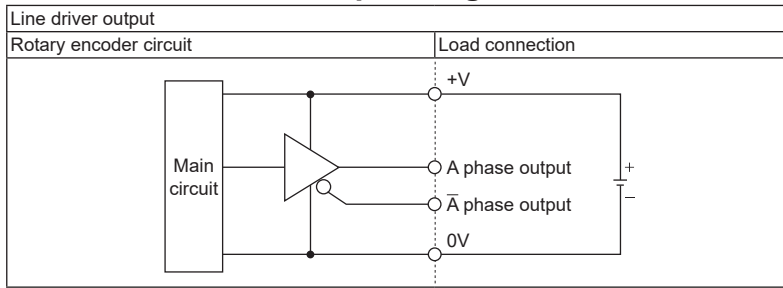 Line driver output
Rotary encoder circuit
Load connection
+V
Main
circuit
A phase output
A̅ phase output
0V
+
−